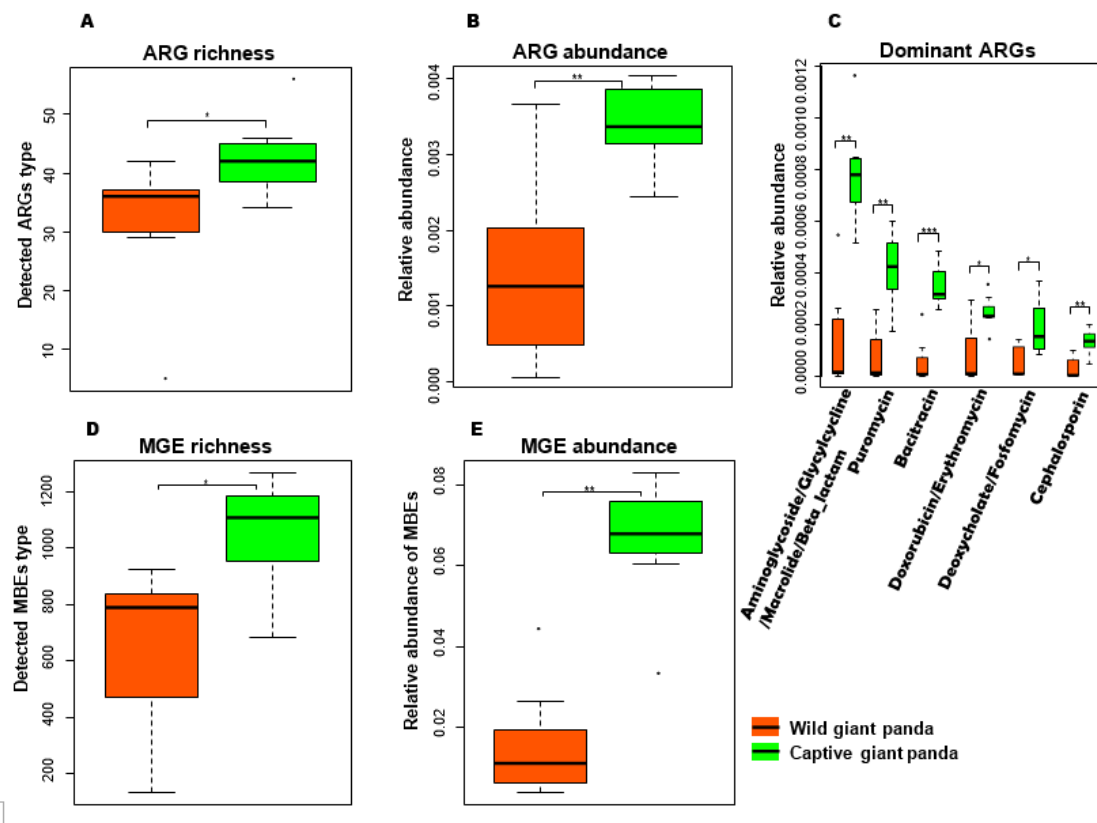 A
ARG richness
Detected ARGs type
50
40
30
20
10
*
B
ARG abundance
Relative abundance
0.004
0.003
0.002
0.001
0.000
**
C
Dominant ARGs
Relative abundance
0.0012
0.0010
0.0008
0.0006
0.0004
0.0002
0.0000
**
**
***
*
*
**
Aminoglycoside/Glycylcycline
/Macrolide/Beta_lactam
Puromycin
Bacitracin
Doxorubicin/Erythromycin
Deoxycholate/Fosfomycin
Cephalosporin
D
MGE richness
Detected MBEs type
1200
1000
800
600
400
200
*
E
MGE abundance
Relative abundance of MBEs
0.08
0.06
0.04
0.02
**
Wild giant panda
Captive giant panda